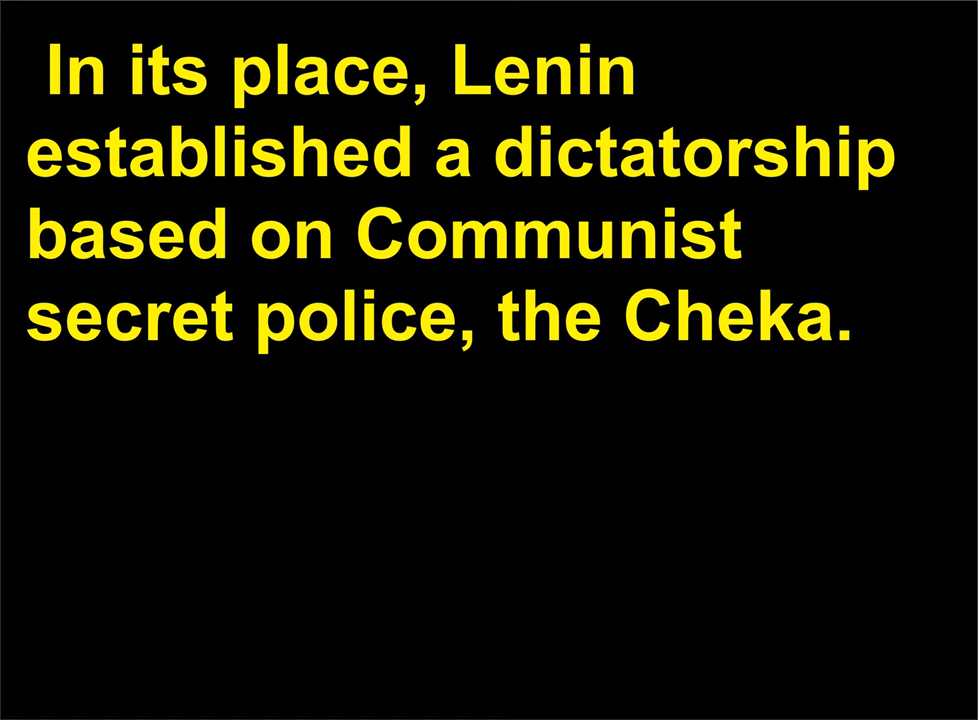 In its place, Lenin
established a dictatorship
based on Communist
secret police, the Cheka.